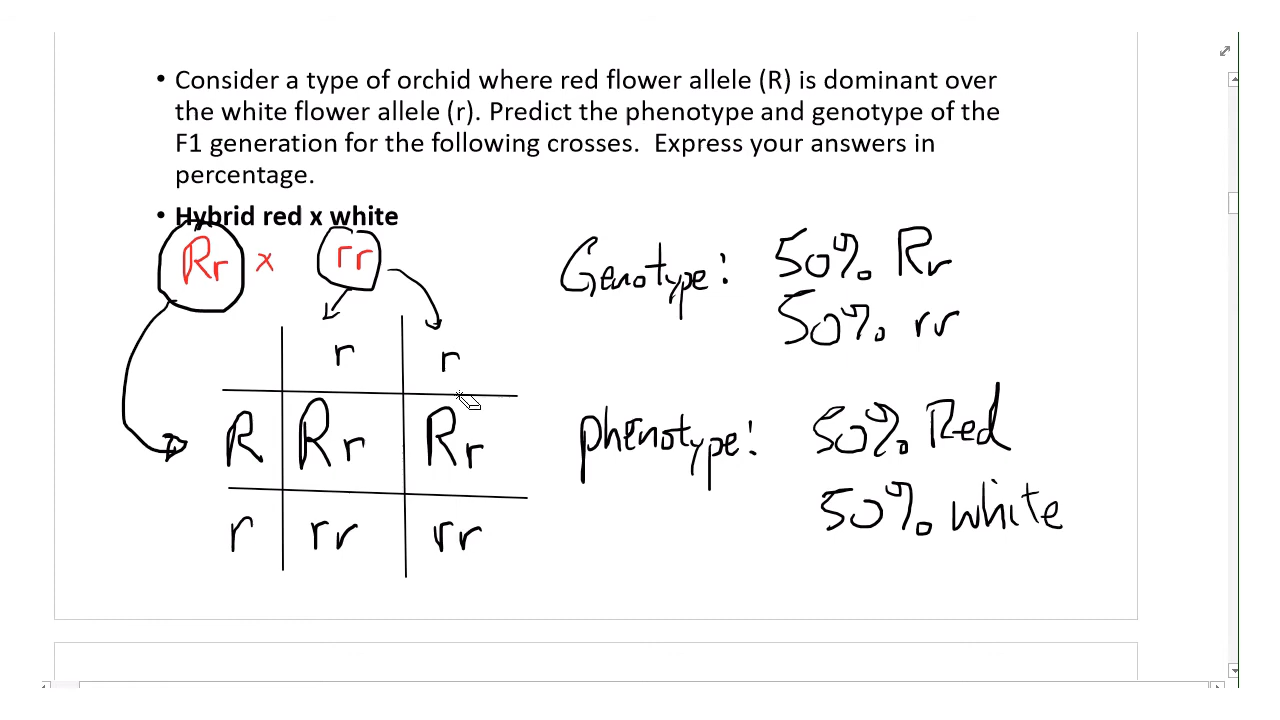 • Consider a type of orchid where red flower allele (R) is dominant over
the white flower allele (r). Predict the phenotype and genotype of the
F1 generation for the following crosses.  Express your answers in
percentage.
• Hybrid red x white
Rr x rr
Genotype: 50% Rr
50% rr
r r
R Rr Rr
r rr rr
phenotype: 50% Red
50% white